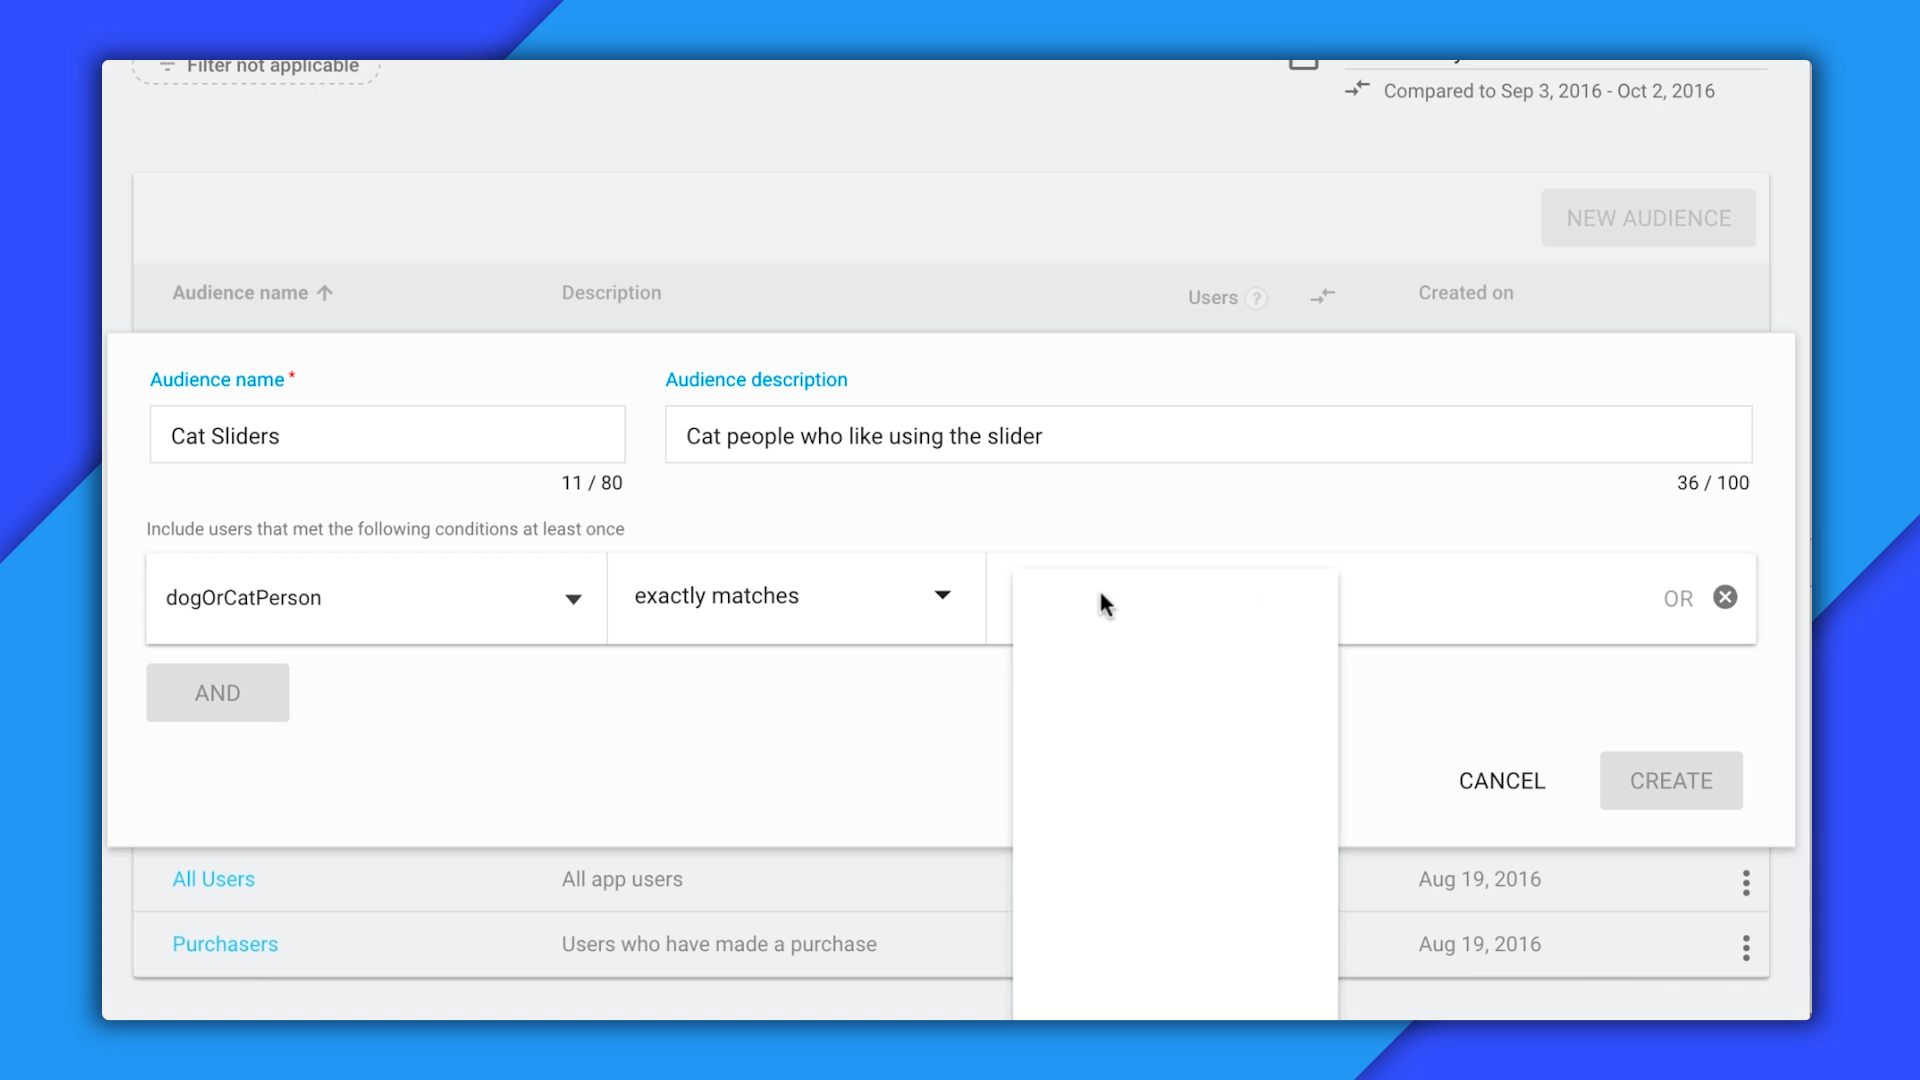 Filter not applicable
Compared to Sep 3, 2016 - Oct 2, 2016
NEW AUDIENCE
Audience name Description Users ? Created on
Audience name * Audience description
Cat Sliders Cat people who like using the slider
11 / 80 36 / 100
Include users that met the following conditions at least once
dogOrCatPerson exactly matches OR
AND
CANCEL CREATE
All Users All app users Aug 19, 2016
Purchasers Users who have made a purchase Aug 19, 2016